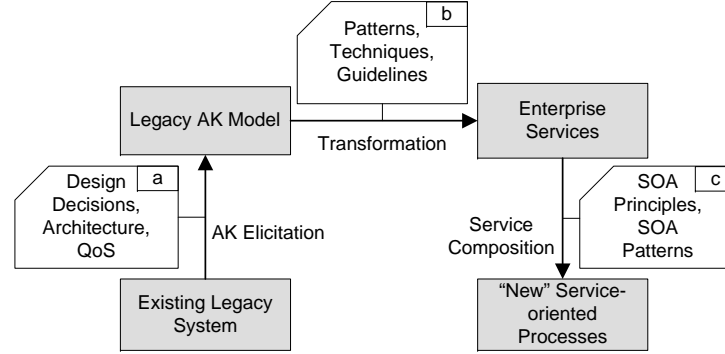 b
Patterns,
Techniques,
Guidelines
Legacy AK Model
Transformation
Enterprise
Services
a
Design
Decisions,
Architecture,
QoS
AK Elicitation
Service
Composition
c
SOA
Principles,
SOA
Patterns
Existing Legacy
System
“New” Service-
oriented
Processes